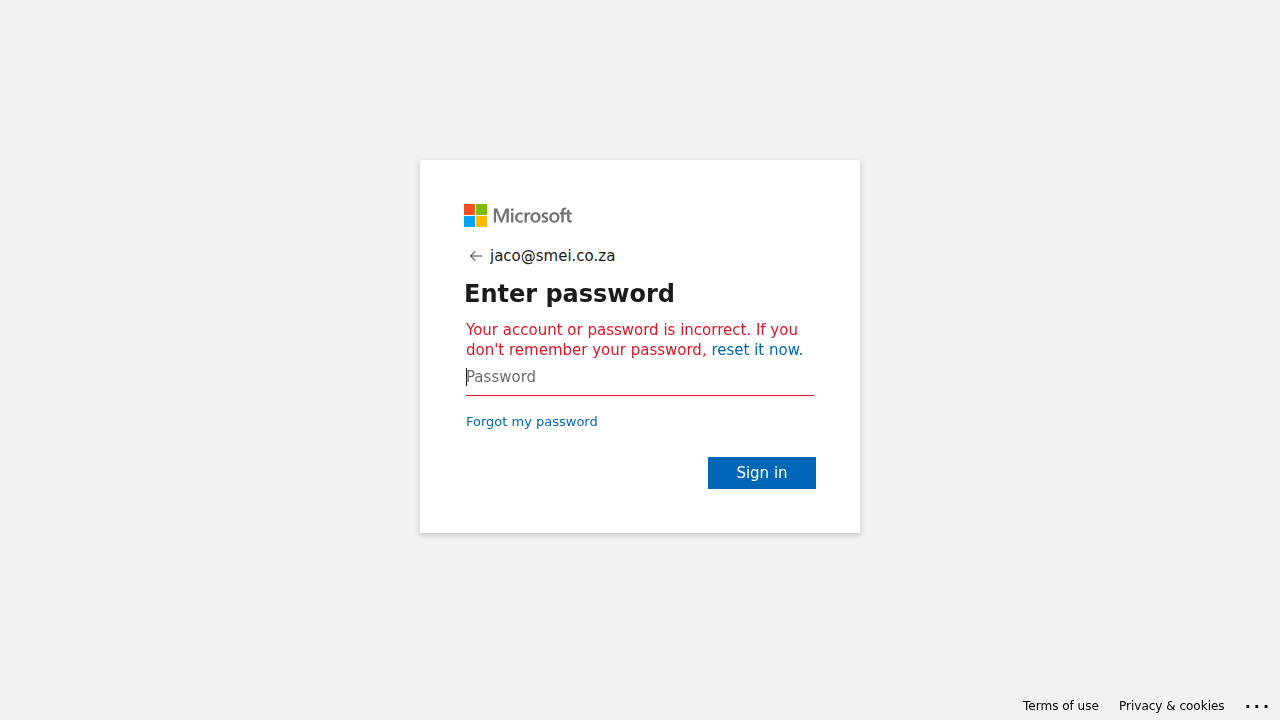 Microsoft
jaco@smei.co.za
Enter password
Your account or password is incorrect. If you
don't remember your password, reset it now.
Password
Forgot my password
Sign in
Terms of use Privacy & cookies ...